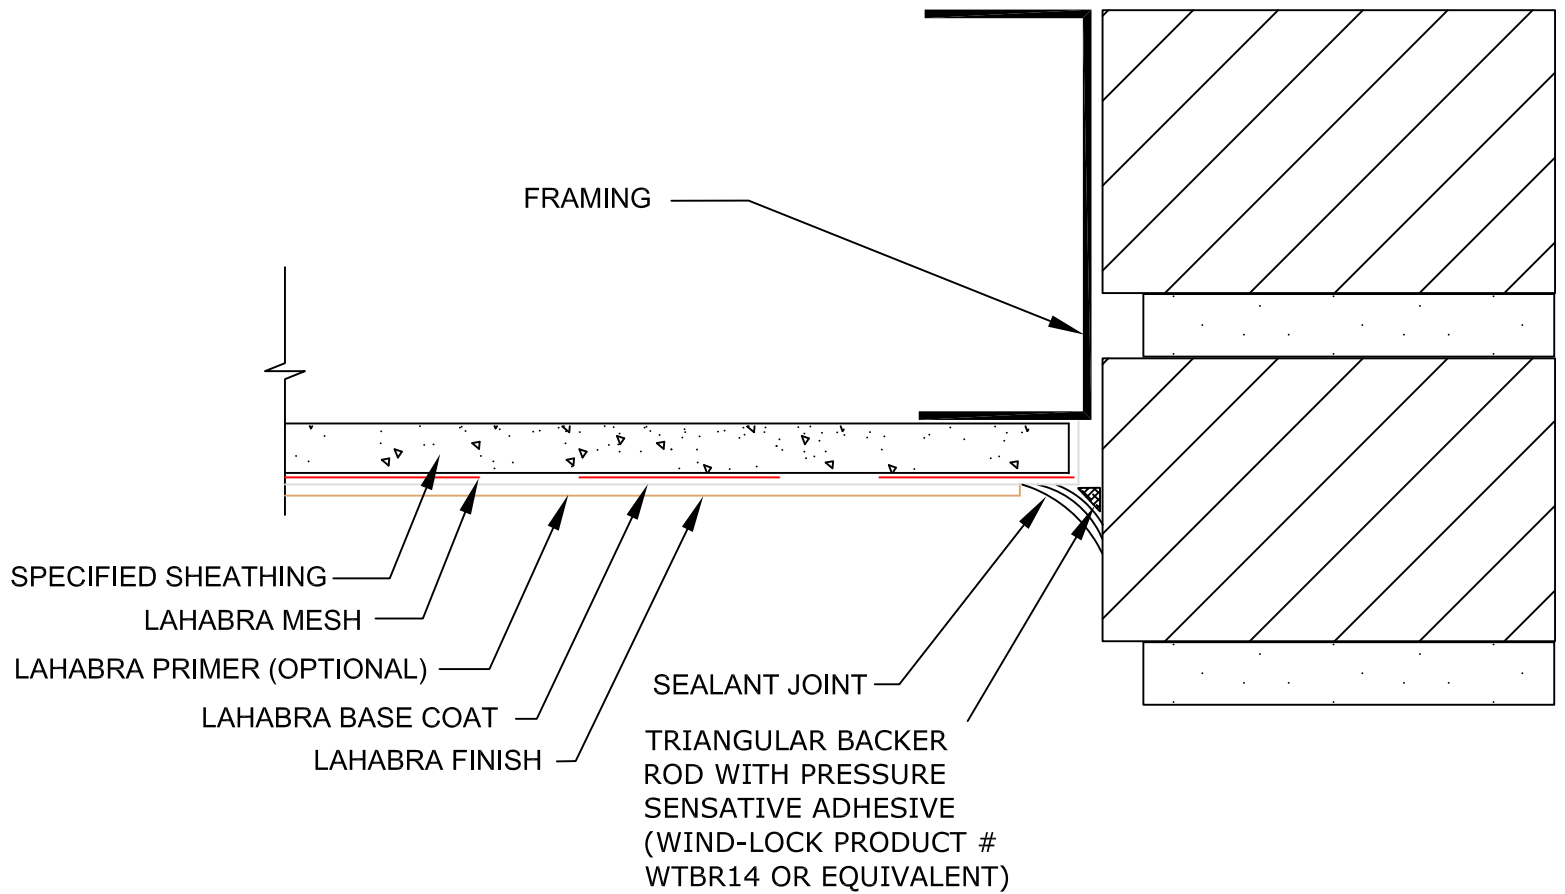 FRAMING
SPECIFIED SHEATHING
LAHABRA MESH
LAHABRA PRIMER (OPTIONAL)
LAHABRA BASE COAT
LAHABRA FINISH
SEALANT JOINT
TRIANGULAR BACKER
ROD WITH PRESSURE
SENSATIVE ADHESIVE
(WIND-LOCK PRODUCT #
WTBR14 OR EQUIVALENT)